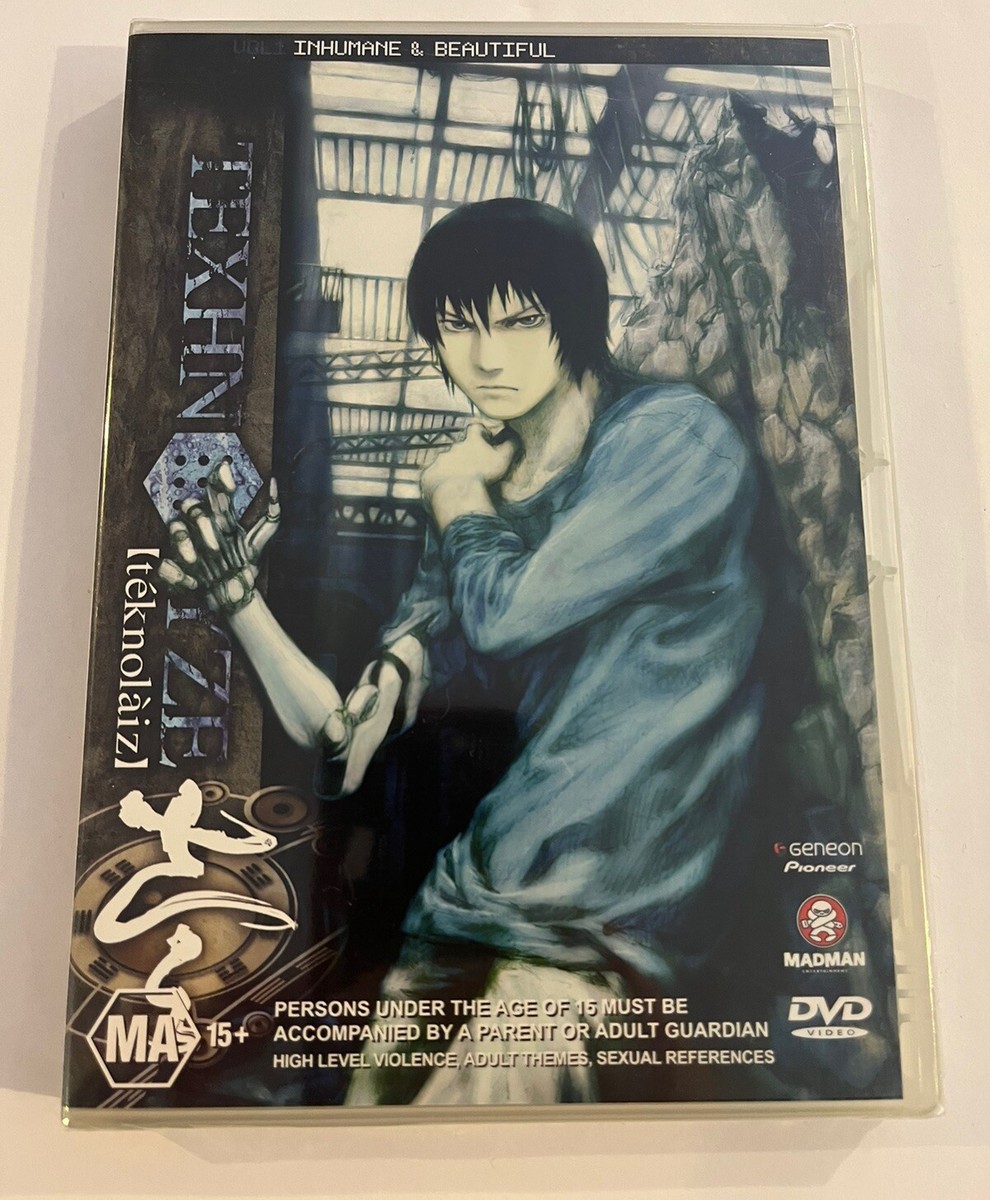 VOL.1 INHUMANE & BEAUTIFUL
TEXHNOLYZE
【téknolàiz】
GENEON
Pioneer
MADMAN
ENTERTAINMENT
DVD
VIDEO
MA 15+
PERSONS UNDER THE AGE OF 15 MUST BE
ACCOMPANIED BY A PARENT OR ADULT GUARDIAN
HIGH LEVEL VIOLENCE, ADULT THEMES, SEXUAL REFERENCES